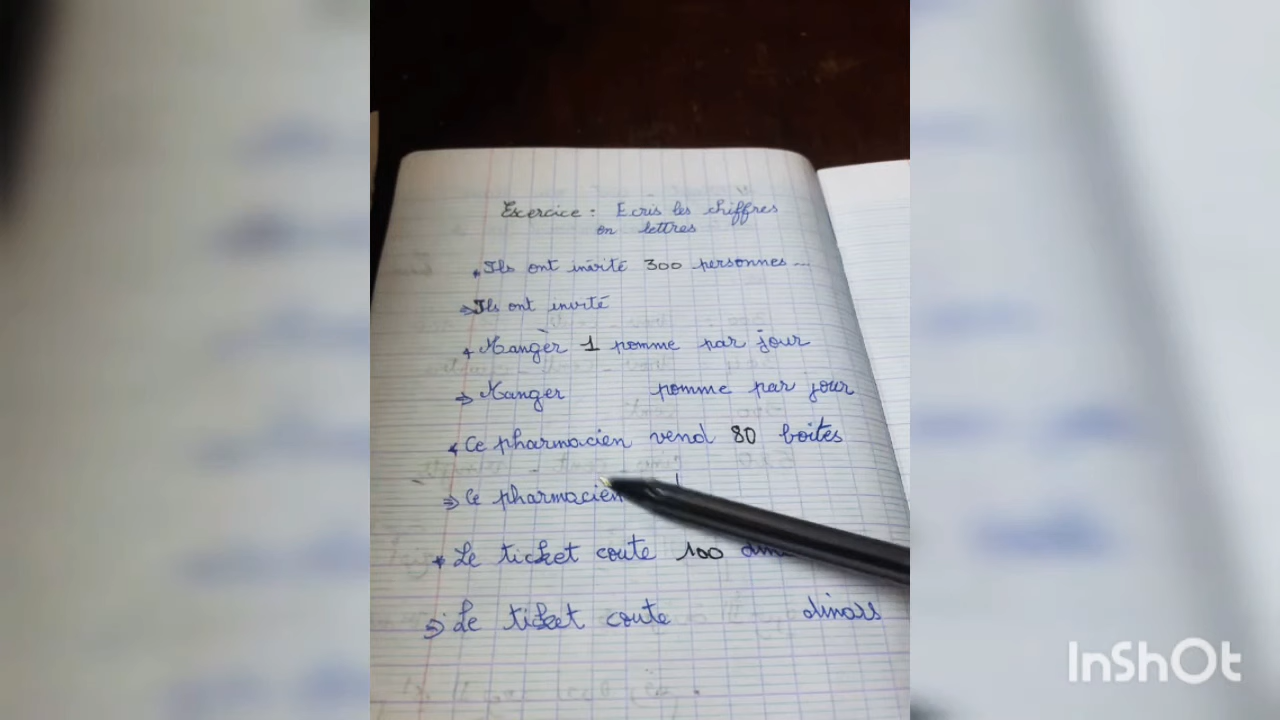 Exercice : Ecris les chiffres
en lettres
* Ils ont invité 300 personnes ...
⇒ Ils ont invité
* Mangèr 1 pomme par jour
⇒ Manger pomme par jour
* Ce pharmacien vend 80 boites
⇒ Ce pharmacien
* Le ticket coute 100
⇒ Le ticket coute dinars
InShOt